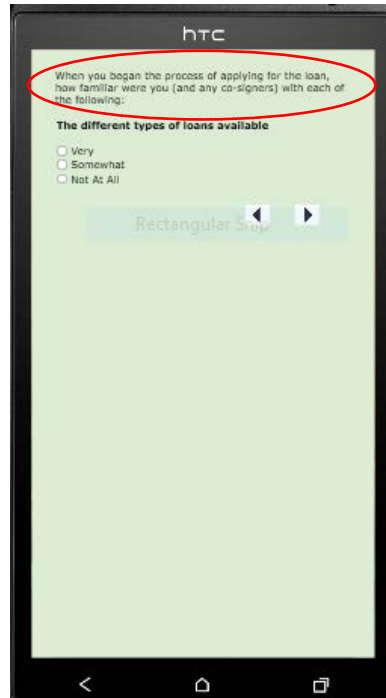 hTC
When you began the process of applying for the loan,
how familiar were you (and any co-signers) with each of
the following:
The different types of loans available
Very
Somewhat
Not At All
Rectangular Snip